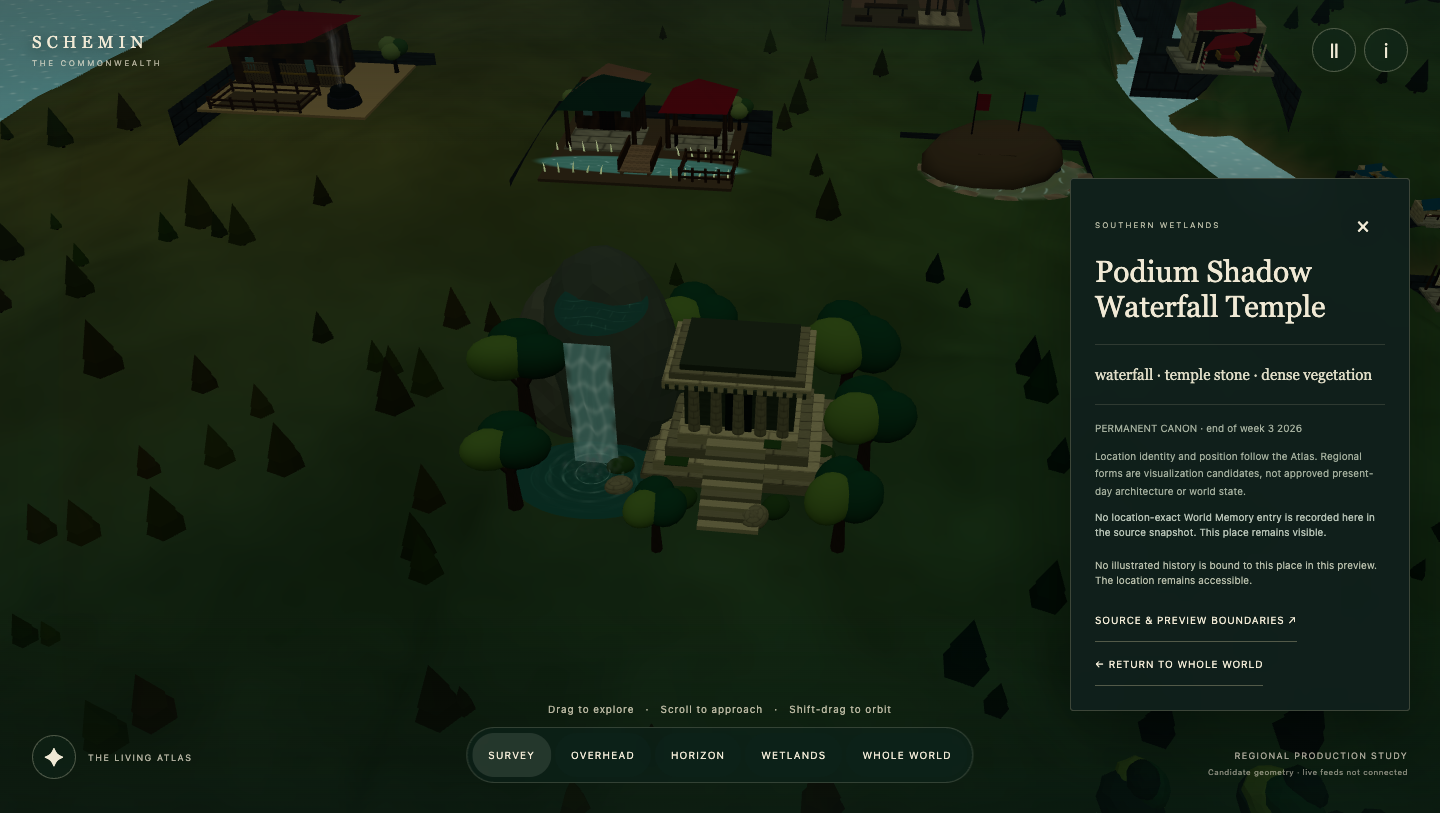 SCHEMIN
THE COMMONWEALTH
i
SOUTHERN WETLANDS
Podium Shadow
Waterfall Temple
waterfall · temple stone · dense vegetation
PERMANENT CANON · end of week 3 2026
Location identity and position follow the Atlas. Regional
forms are visualization candidates, not approved present-
day architecture or world state.
No location-exact World Memory entry is recorded here in
the source snapshot. This place remains visible.
No illustrated history is bound to this place in this preview.
The location remains accessible.
SOURCE & PREVIEW BOUNDARIES ↗
← RETURN TO WHOLE WORLD
Drag to explore · Scroll to approach · Shift-drag to orbit
SURVEY OVERHEAD HORIZON WETLANDS WHOLE WORLD
THE LIVING ATLAS
REGIONAL PRODUCTION STUDY
Candidate geometry · live feeds not connected